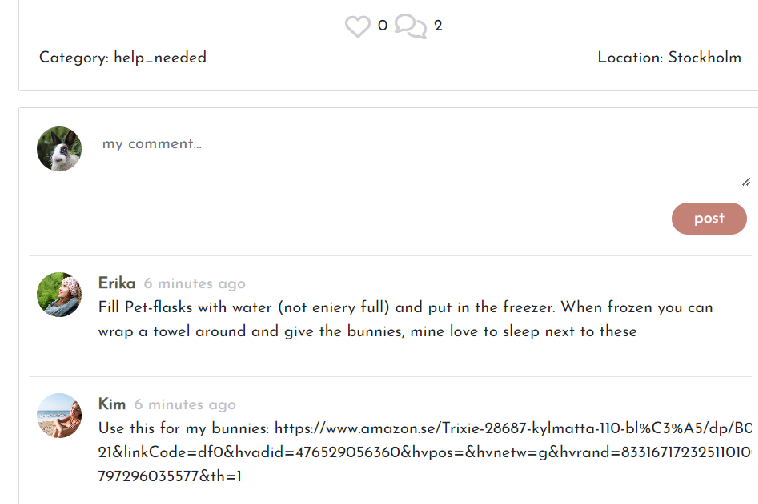 0 2
Category: help_needed Location: Stockholm
my comment...
post
Erika 6 minutes ago
Fill Pet-flasks with water (not eniery full) and put in the freezer. When frozen you can
wrap a towel around and give the bunnies, mine love to sleep next to these
Kim 6 minutes ago
Use this for my bunnies: https://www.amazon.se/Trixie-28687-kylmatta-110-bl%C3%A5/dp/B0
21&linkCode=df0&hvadid=476529056360&hvpos=&hvnetw=g&hvrand=833167172325110100
797296035577&th=1